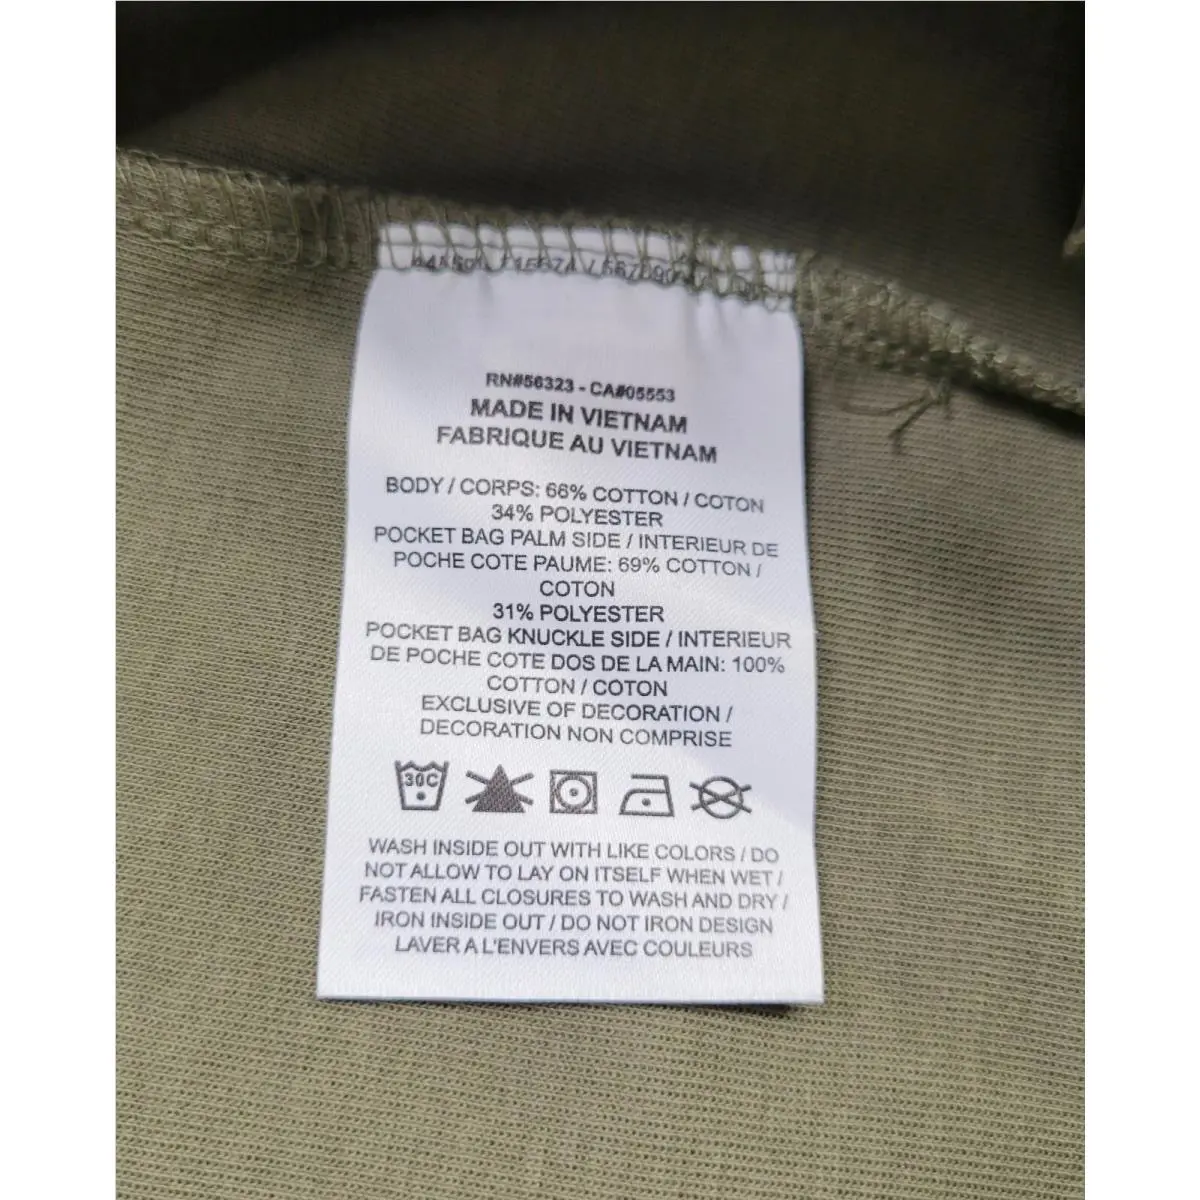 RN#56323 - CA#05553
MADE IN VIETNAM
FABRIQUE AU VIETNAM
BODY / CORPS: 66% COTTON / COTON
34% POLYESTER
POCKET BAG PALM SIDE / INTERIEUR DE
POCHE COTE PAUME: 69% COTTON /
COTON
31% POLYESTER
POCKET BAG KNUCKLE SIDE / INTERIEUR
DE POCHE COTE DOS DE LA MAIN: 100%
COTTON / COTON
EXCLUSIVE OF DECORATION /
DECORATION NON COMPRISE
30C
WASH INSIDE OUT WITH LIKE COLORS / DO
NOT ALLOW TO LAY ON ITSELF WHEN WET /
FASTEN ALL CLOSURES TO WASH AND DRY /
IRON INSIDE OUT / DO NOT IRON DESIGN
LAVER A L'ENVERS AVEC COULEURS